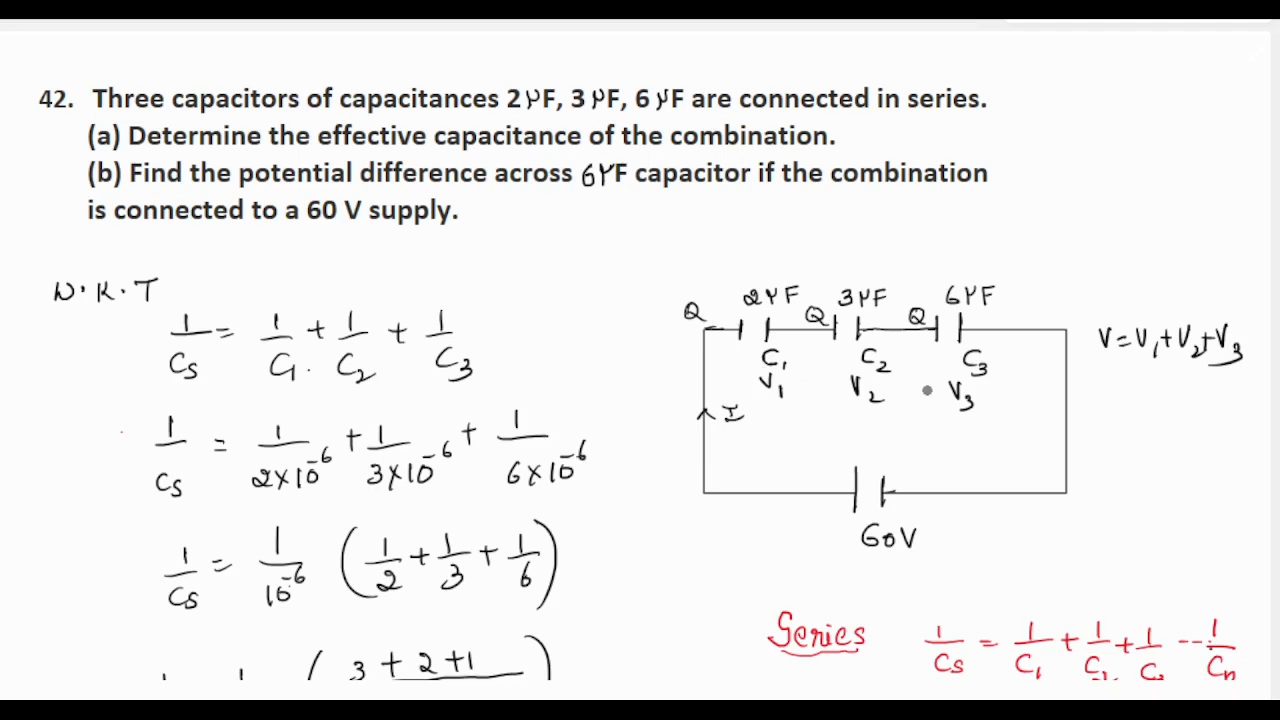 42. Three capacitors of capacitances 2μF, 3μF, 6μF are connected in series.
(a) Determine the effective capacitance of the combination.
(b) Find the potential difference across 6μF capacitor if the combination
is connected to a 60 V supply.
W.K.T
1/Cs = 1/C1 + 1/C2 + 1/C3
1/Cs = 1/2×10^-6 + 1/3×10^-6 + 1/6×10^-6
1/Cs = 1/10^-6 (1/2 + 1/3 + 1/6)
(3+2+1
2μF 3μF 6μF
Q Q Q
C1 C2 C3
V1 V2 V3
I
60V
V=V1+V2+V3
Series 1/Cs = 1/C1 + 1/C2 + 1/C3 --- 1/Cn